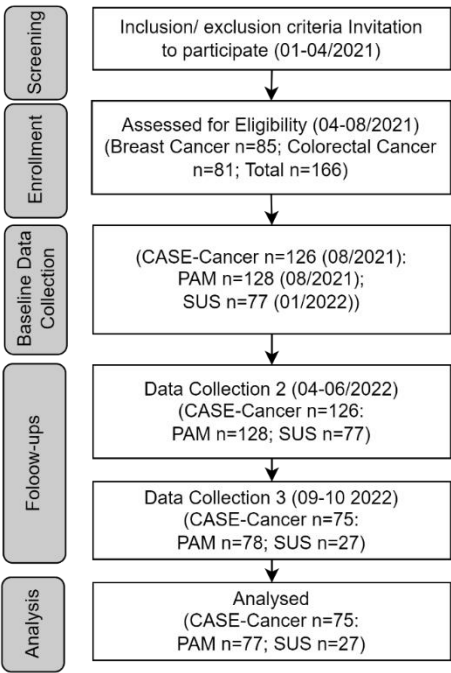 Screening
Inclusion/ exclusion criteria Invitation
to participate (01-04/2021)
Enrollment
Assessed for Eligibility (04-08/2021)
(Breast Cancer n=85; Colorectal Cancer
n=81; Total n=166)
Baseline Data
Collection
(CASE-Cancer n=126 (08/2021):
PAM n=128 (08/2021);
SUS n=77 (01/2022))
Foloow-ups
Data Collection 2 (04-06/2022)
(CASE-Cancer n=126:
PAM n=128; SUS n=77)
Data Collection 3 (09-10 2022)
(CASE-Cancer n=75:
PAM n=78; SUS n=27)
Analysis
Analysed
(CASE-Cancer n=75:
PAM n=77; SUS n=27)